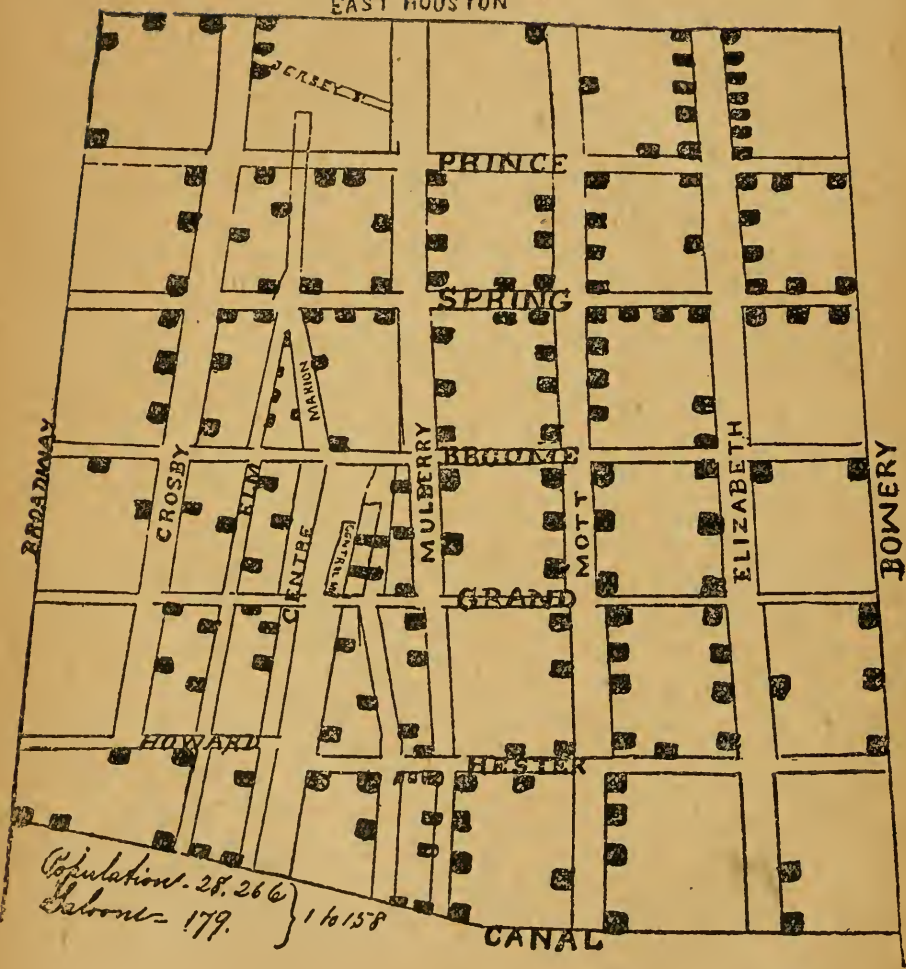 EAST HOUSTON
JERSEY
PRINCE
SPRING
MARION
BROOME
BROADWAY
CROSBY
ELM
CENTRE
MULBERRY
MOTT
ELIZABETH
BOWERY
GRAND
HOWARD
HESTER
Population - 28.266
Saloons = 179.
} 1 to 158
CANAL